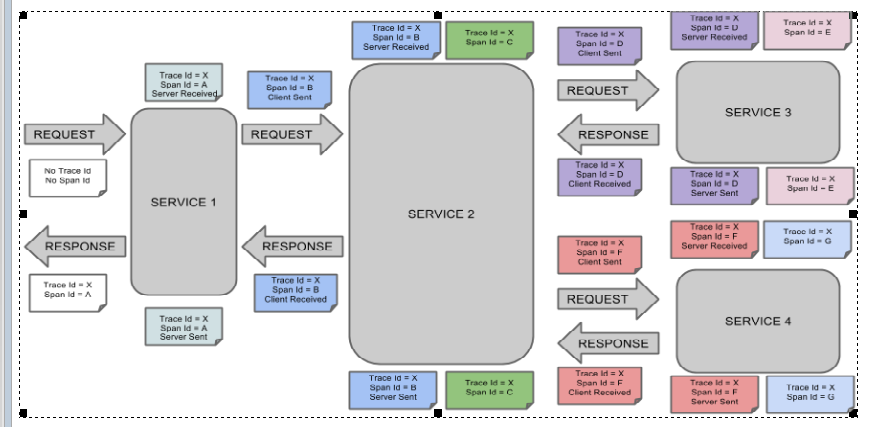 Trace Id = X
Span Id = B
Server Received
Trace Id = X
Span Id = C
Trace Id = X
Span Id = D
Client Sent
Trace Id = X
Span Id = D
Server Received
Trace Id = X
Span Id = E
Trace Id = X
Span Id = A
Server Received
Trace Id = X
Span Id = B
Client Sent
REQUEST
REQUEST
REQUEST
SERVICE 3
RESPONSE
No Trace Id
No Span Id
SERVICE 1
SERVICE 2
Trace Id = X
Span Id = D
Client Received
Trace Id = X
Span Id = D
Server Sent
Trace Id = X
Span Id = E
RESPONSE
RESPONSE
Trace Id = X
Span Id = F
Client Sent
Trace Id = X
Span Id = F
Server Received
Trace Id = X
Span Id = G
Trace Id = X
Span Id = A
Trace Id = X
Span Id = B
Client Received
REQUEST
SERVICE 4
RESPONSE
Trace Id = X
Span Id = A
Server Sent
Trace Id = X
Span Id = B
Server Sent
Trace Id = X
Span Id = C
Trace Id = X
Span Id = F
Client Received
Trace Id = X
Span Id = F
Server Sent
Trace Id = X
Span Id = G